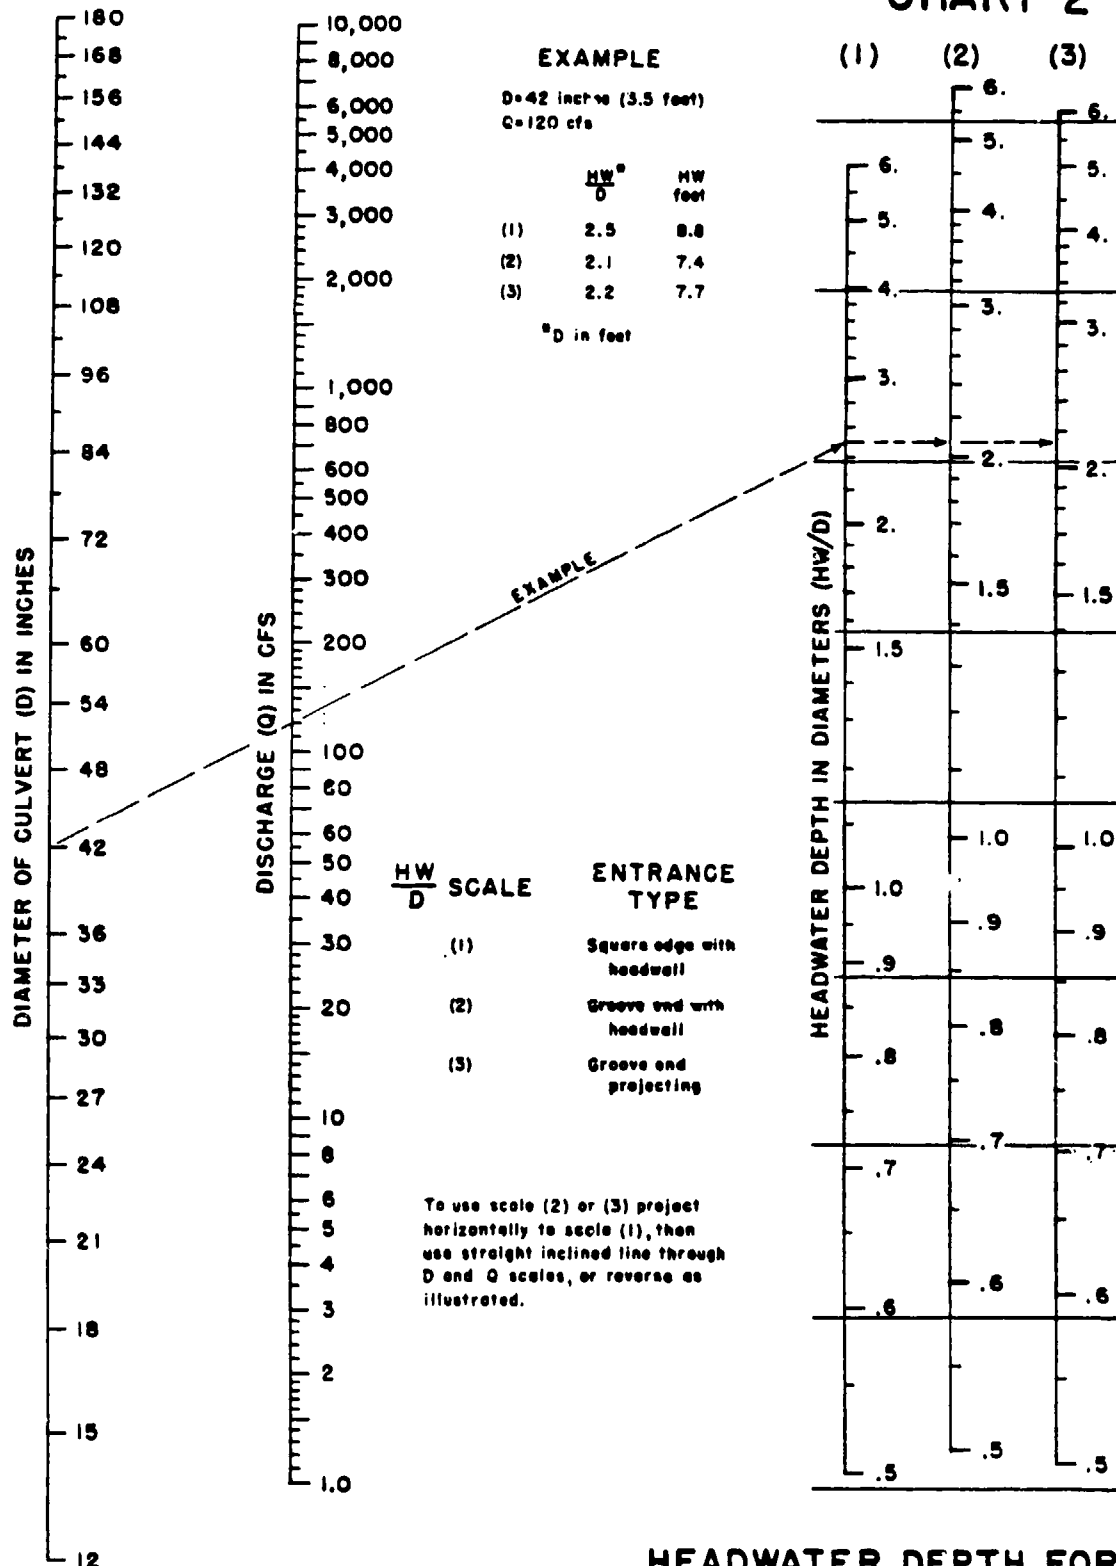 CHART 2
(1) (2) (3)
EXAMPLE
D=42 inches (3.5 feet)
Q=120 cfs
HW* HW
D feet
(1) 2.5 8.8
(2) 2.1 7.4
(3) 2.2 7.7
*D in feet
DIAMETER OF CULVERT (D) IN INCHES
180
168
156
144
132
120
108
96
84
72
60
54
48
42
36
33
30
27
24
21
18
15
12
DISCHARGE (Q) IN CFS
10,000
8,000
6,000
5,000
4,000
3,000
2,000
1,000
800
600
500
400
300
200
100
80
60
50
40
30
20
10
8
6
5
4
3
2
1.0
EXAMPLE
HW
D SCALE
ENTRANCE
TYPE
(1) Square edge with
headwall
(2) Groove end with
headwall
(3) Groove end
projecting
To use scale (2) or (3) project
horizontally to scale (1), then
use straight inclined line through
D and Q scales, or reverse as
illustrated.
HEADWATER DEPTH IN DIAMETERS (HW/D)
6.
5.
4.
3.
2.
1.5
1.0
.9
.8
.7
.6
.5
6.
5.
4.
3.
2.
1.5
1.0
.9
.8
.7
.6
.5
6.
5.
4.
3.
2.
1.5
1.0
.9
.8
.7
.6
.5
HEADWATER DEPTH FOR